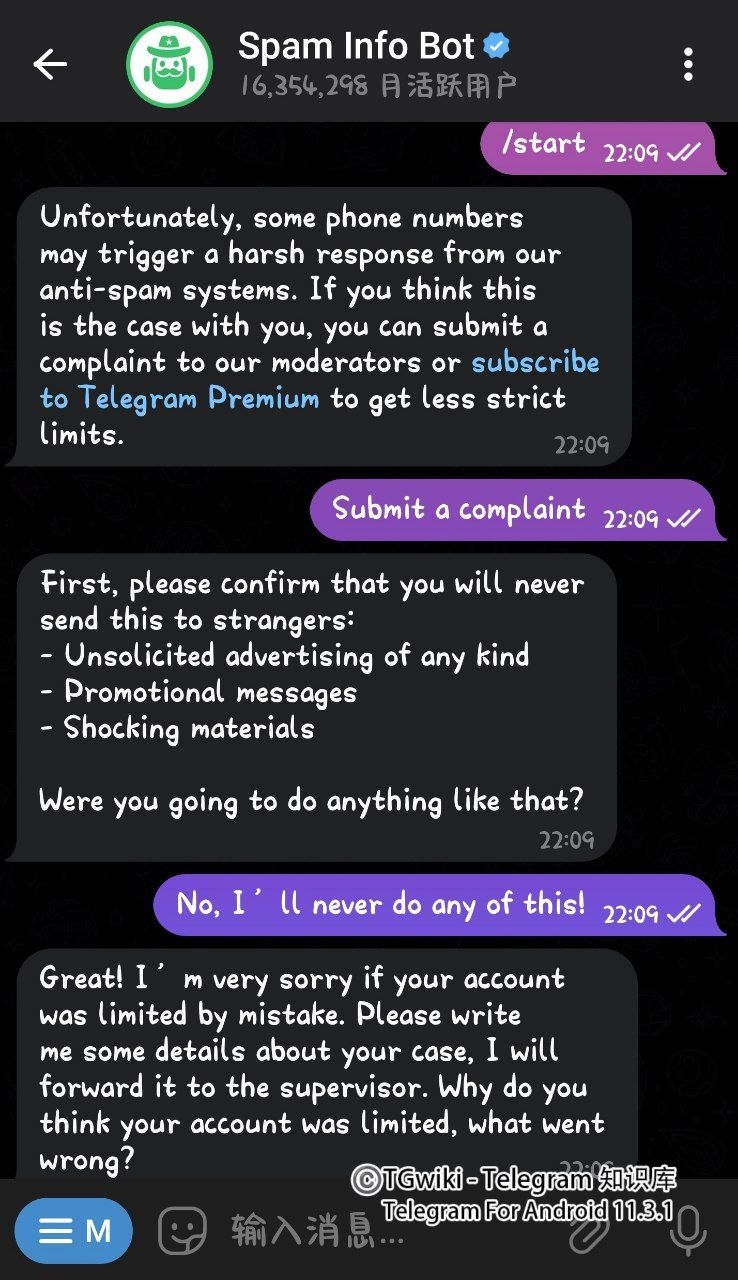 Spam Info Bot
16,354,298 月活跃用户
/start 22:09
Unfortunately, some phone numbers
may trigger a harsh response from our
anti-spam systems. If you think this
is the case with you, you can submit a
complaint to our moderators or subscribe
to Telegram Premium to get less strict
limits.
22:09
Submit a complaint 22:09
First, please confirm that you will never
send this to strangers:
- Unsolicited advertising of any kind
- Promotional messages
- Shocking materials
Were you going to do anything like that?
22:09
No, I’ll never do any of this! 22:09
Great! I’m very sorry if your account
was limited by mistake. Please write
me some details about your case, I will
forward it to the supervisor. Why do you
think your account was limited, what went
wrong?
22:09
©TGwiki - Telegram 知识库
Telegram For Android 11.3.1
M 输入消息...